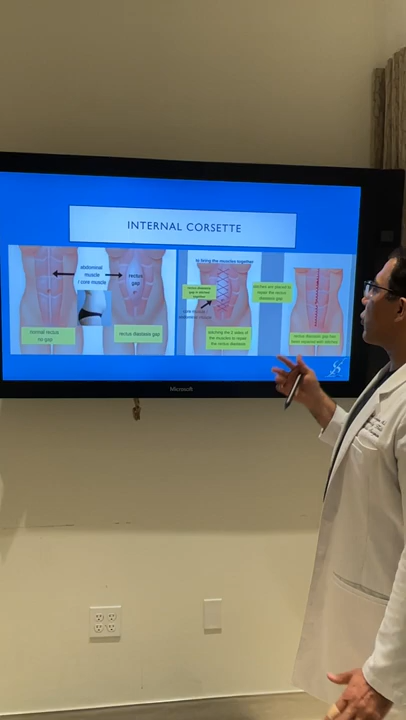 INTERNAL CORSETTE
abdominal
muscle
/ core muscle
rectus
gap
normal rectus
no gap
rectus diastasis gap
to bring the muscles together
stitching the 2 sides of
the muscles to repair
the rectus diastasis
stitches are placed to
repair the rectus
diastasis gap
rectus diastasis gap has
been repaired with stitching
Microsoft